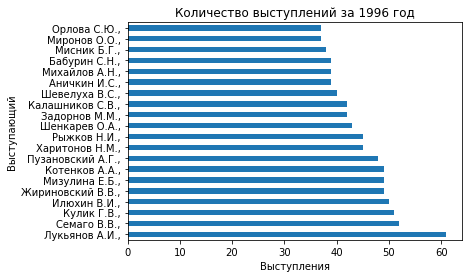 Количество выступлений за 1996 год
Выступающий
Орлова С.Ю.,
Миронов О.О.,
Мисник Б.Г.,
Бабурин С.Н.,
Михайлов А.Н.,
Аничкин И.С.,
Шевелуха В.С.,
Калашников С.В.,
Задорнов М.М.,
Шенкарев О.А.,
Рыжков Н.И.,
Харитонов Н.М.,
Пузановский А.Г.,
Котенков А.А.,
Мизулина Е.Б.,
Жириновский В.В.,
Илюхин В.И.,
Кулик Г.В.,
Семаго В.В.,
Лукьянов А.И.,
0 10 20 30 40 50 60
Выступления